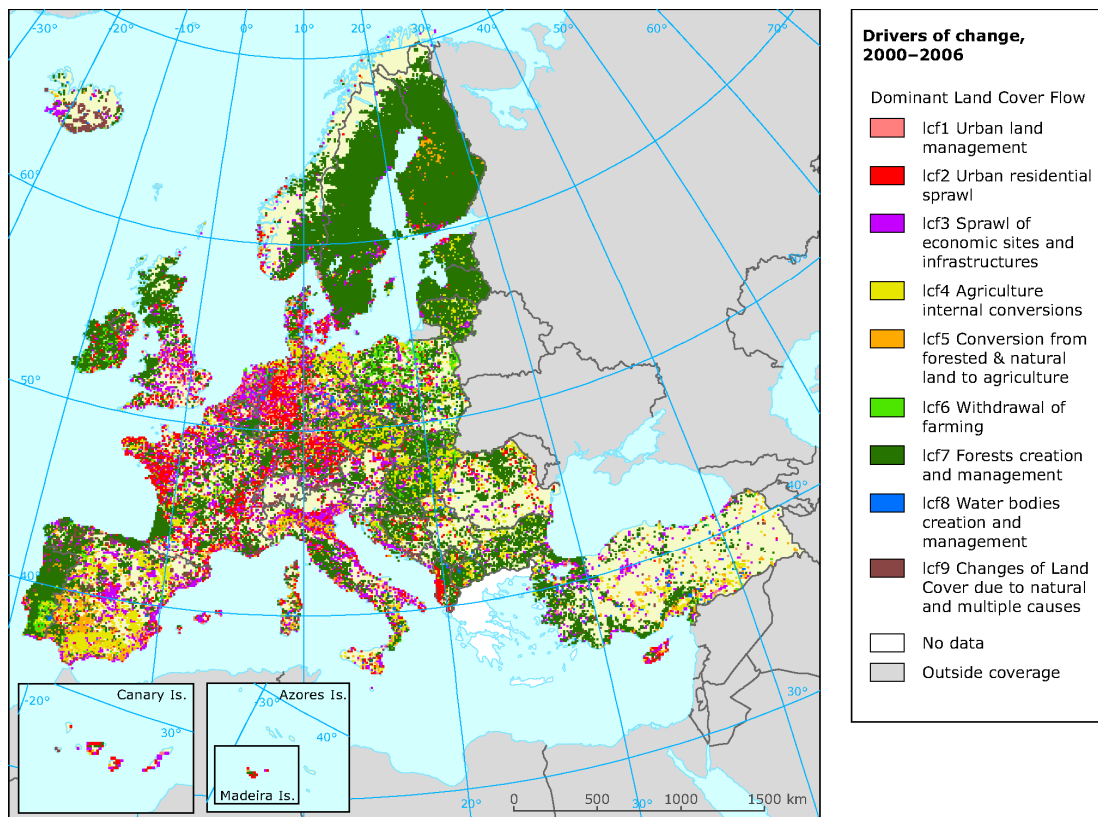 -30°
-20°
-10°
0°
10°
20°
30°
40°
50°
60°
70°
60°
50°
50°
40°
40°
30°
20°
30°
Canary Is.
-20°
30°
Azores Is.
-30°
40°
Madeira Is.
0 500 1000 1500 km
Drivers of change,
2000−2006
Dominant Land Cover Flow
lcf1 Urban land
management
lcf2 Urban residential
sprawl
lcf3 Sprawl of
economic sites and
infrastructures
lcf4 Agriculture
internal conversions
lcf5 Conversion from
forested & natural
land to agriculture
lcf6 Withdrawal of
farming
lcf7 Forests creation
and management
lcf8 Water bodies
creation and
management
lcf9 Changes of Land
Cover due to natural
and multiple causes
No data
Outside coverage